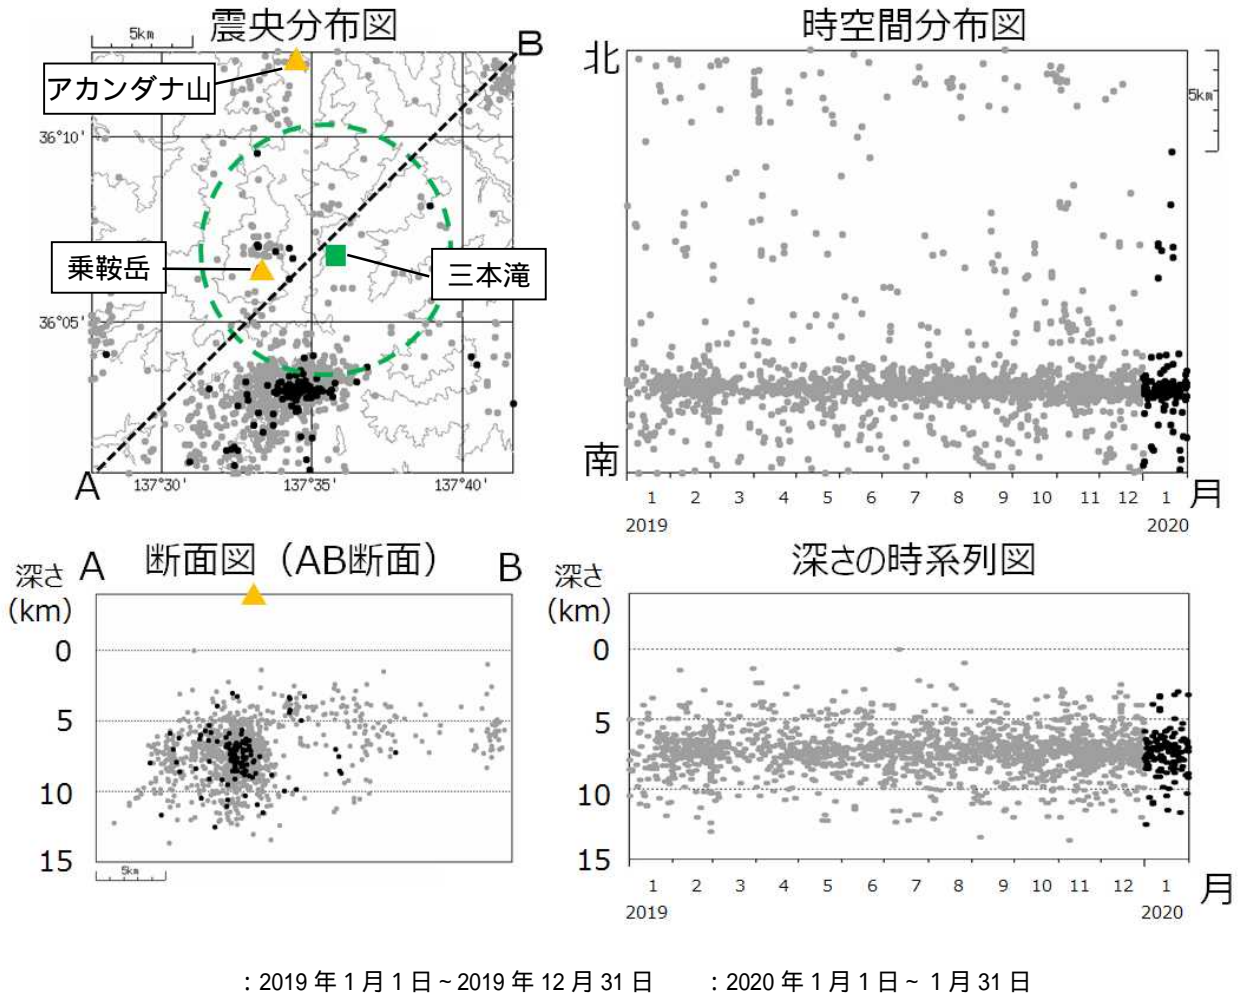 震央分布図
5km
B
アカンダナ山
36°10'
乗鞍岳
三本滝
36°05'
A
137°30'
137°35'
137°40'
時空間分布図
北
5km
南
1 2 3 4 5 6 7 8 9 10 11 12 1 月
2019 2020
断面図（AB断面）
A B
深さ
(km)
0
5
10
15
5km
深さの時系列図
深さ
(km)
0
5
10
15
1 2 3 4 5 6 7 8 9 10 11 12 1 月
2019 2020
：2019年1月1日～2019年12月31日 ：2020年1月1日～1月31日